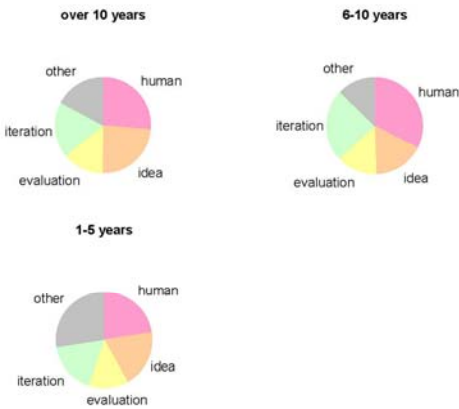 over 10 years
other
human
iteration
evaluation
idea
6-10 years
other
human
iteration
evaluation
idea
1-5 years
other
human
iteration
idea
evaluation